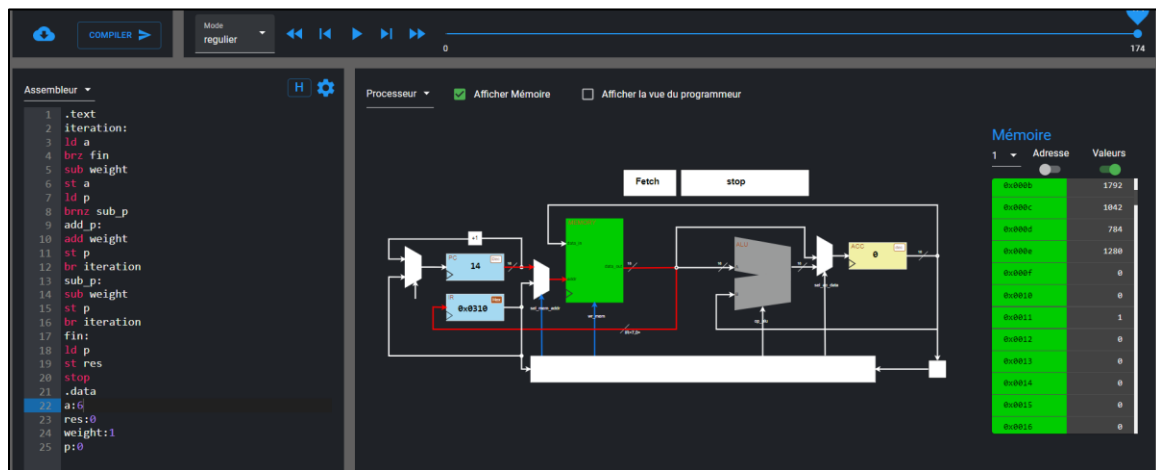 COMPILER
Mode
regulier
0
174
Assembleur
H
1 .text
2 iteration:
3 ld a
4 brz fin
5 sub weight
6 st a
7 ld p
8 brnz sub_p
9 add_p:
10 add weight
11 st p
12 br iteration
13 sub_p:
14 sub weight
15 st p
16 br iteration
17 fin:
18 ld p
19 st res
20 stop
21 .data
22 a:6
23 res:0
24 weight:1
25 p:0
Processeur
Afficher Mémoire
Afficher la vue du programmeur
Fetch
stop
+1
PC
14
IR
0x0310
ALU
ACC
0
Mémoire
1 Adresse Valeurs
0x000b 1792
0x000c 1042
0x000d 784
0x000e 1280
0x000f 0
0x0010 0
0x0011 1
0x0012 0
0x0013 0
0x0014 0
0x0015 0
0x0016 0